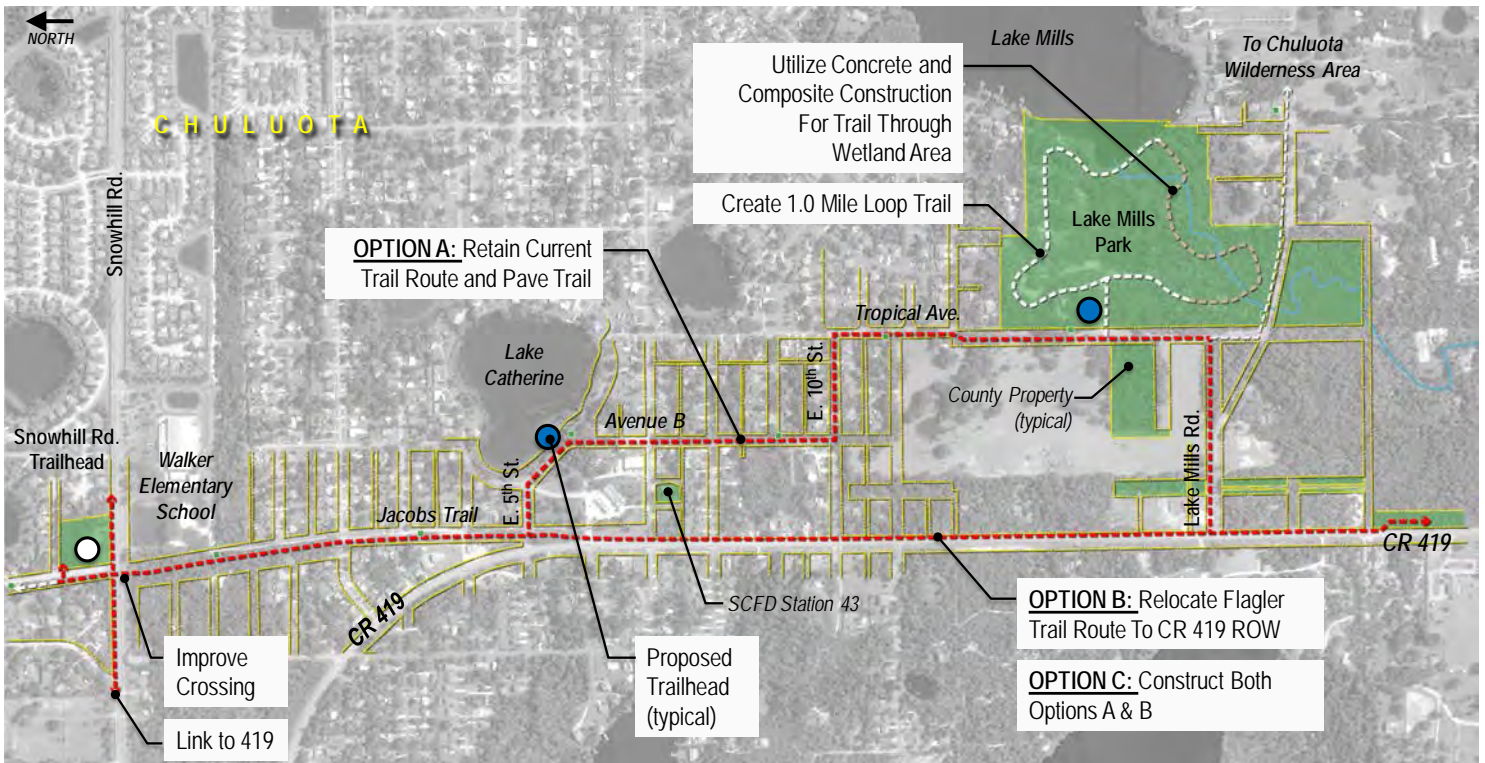 NORTH
CHULUOTA
Snowhill Rd.
Lake Mills
To Chuluota
Wilderness Area
Utilize Concrete and
Composite Construction
For Trail Through
Wetland Area
Create 1.0 Mile Loop Trail
Lake Mills
Park
OPTION A: Retain Current
Trail Route and Pave Trail
Tropical Ave.
Lake
Catherine
E. 10th St.
County Property
(typical)
Avenue B
Snowhill Rd.
Trailhead
Walker
Elementary
School
Jacobs Trail
E. 5th St.
Lake Mills Rd.
CR 419
CR 419
SCFD Station 43
OPTION B: Relocate Flagler
Trail Route To CR 419 ROW
OPTION C: Construct Both
Options A & B
Improve
Crossing
Proposed
Trailhead
(typical)
Link to 419